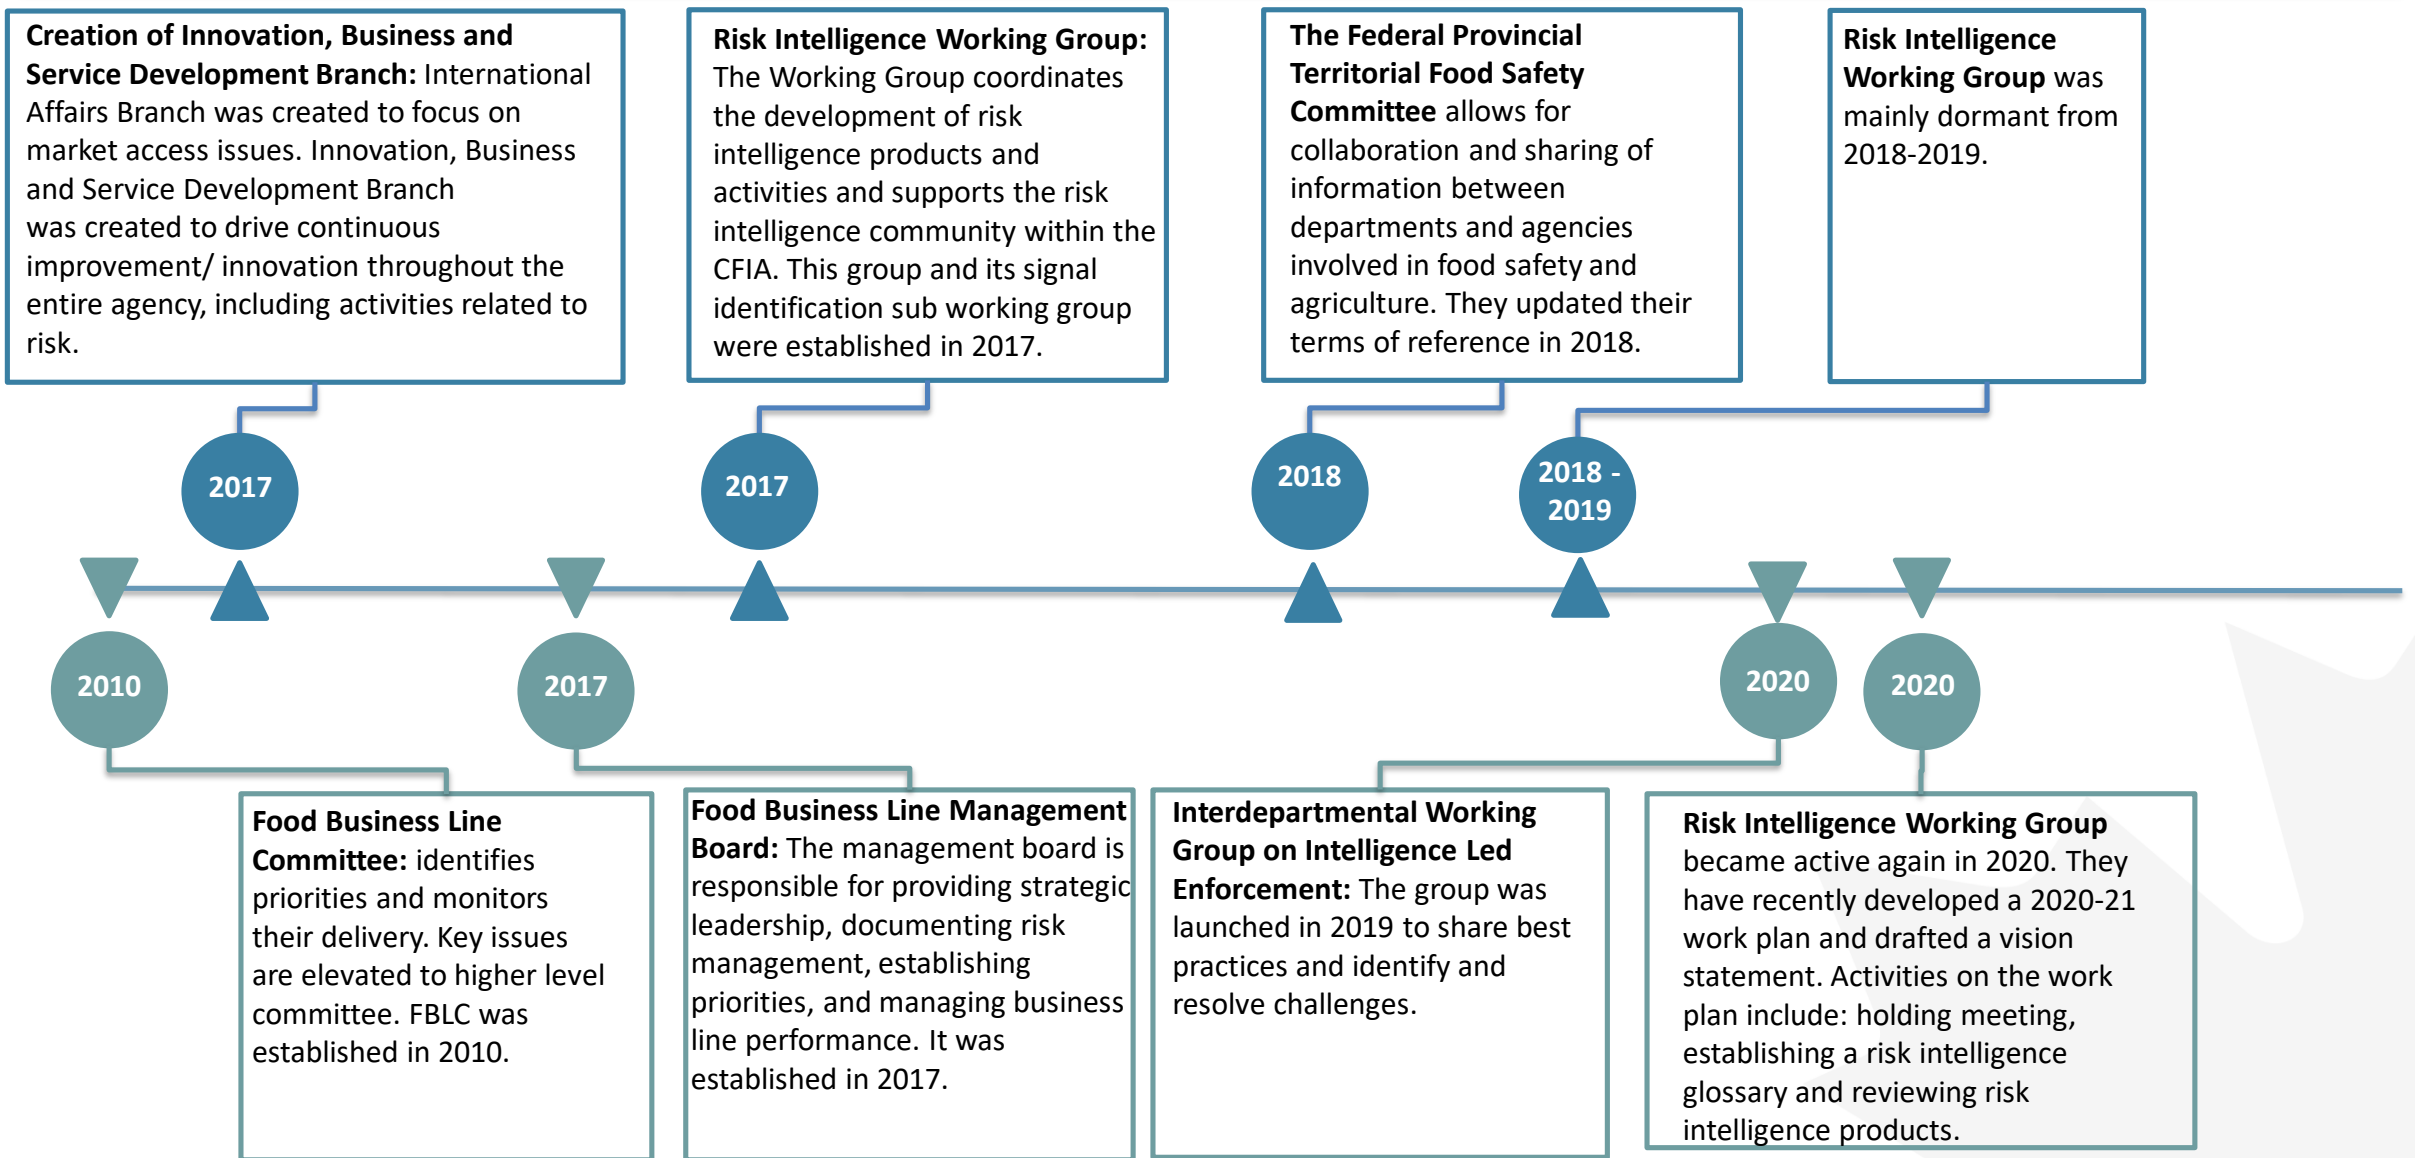 Creation of Innovation, Business and
Service Development Branch: International
Affairs Branch was created to focus on
market access issues. Innovation, Business
and Service Development Branch
was created to drive continuous
improvement/ innovation throughout the
entire agency, including activities related to
risk.
Risk Intelligence Working Group:
The Working Group coordinates
the development of risk
intelligence products and
activities and supports the risk
intelligence community within the
CFIA. This group and its signal
identification sub working group
were established in 2017.
The Federal Provincial
Territorial Food Safety
Committee allows for
collaboration and sharing of
information between
departments and agencies
involved in food safety and
agriculture. They updated their
terms of reference in 2018.
Risk Intelligence
Working Group was
mainly dormant from
2018-2019.
2017
2017
2018
2018 -
2019
2010
2017
2020
2020
Food Business Line
Committee: identifies
priorities and monitors
their delivery. Key issues
are elevated to higher level
committee. FBLC was
established in 2010.
Food Business Line Management
Board: The management board is
responsible for providing strategic
leadership, documenting risk
management, establishing
priorities, and managing business
line performance. It was
established in 2017.
Interdepartmental Working
Group on Intelligence Led
Enforcement: The group was
launched in 2019 to share best
practices and identify and
resolve challenges.
Risk Intelligence Working Group
became active again in 2020. They
have recently developed a 2020-21
work plan and drafted a vision
statement. Activities on the work
plan include: holding meeting,
establishing a risk intelligence
glossary and reviewing risk
intelligence products.